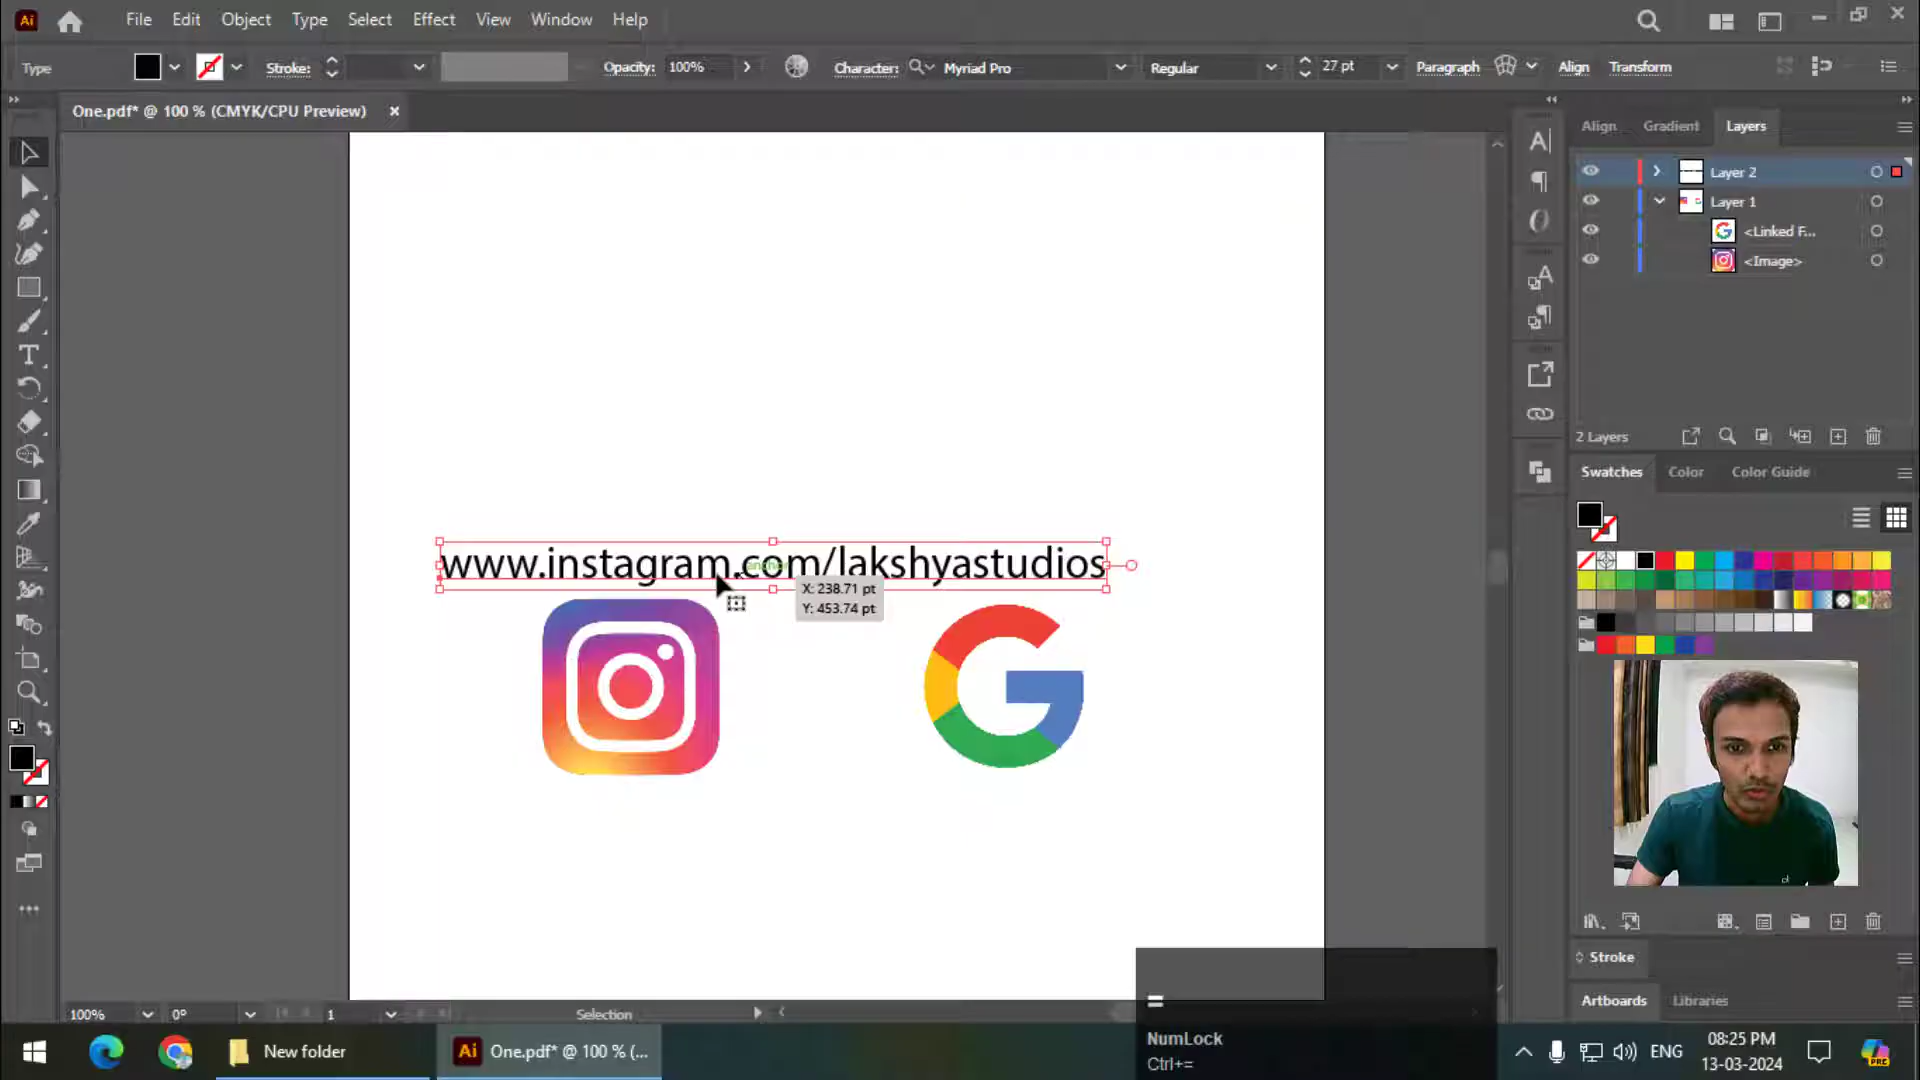 Ai File Edit Object Type Select Effect View Window Help
Type Stroke: Opacity: 100% Character: Myriad Pro Regular 27 pt Paragraph Align Transform
One.pdf* @ 100 % (CMYK/CPU Preview)
Align Gradient Layers
Layer 2
Layer 1
<Linked F...
<Image>
2 Layers
Swatches Color Color Guide
www.instagram.com/lakshyastudios
X: 238.71 pt
Y: 453.74 pt
Stroke
Artboards Libraries
100% 0° 1 Selection
NumLock
Ctrl+=
New folder
Ai One.pdf* @ 100 % (...
ENG
08:25 PM
13-03-2024